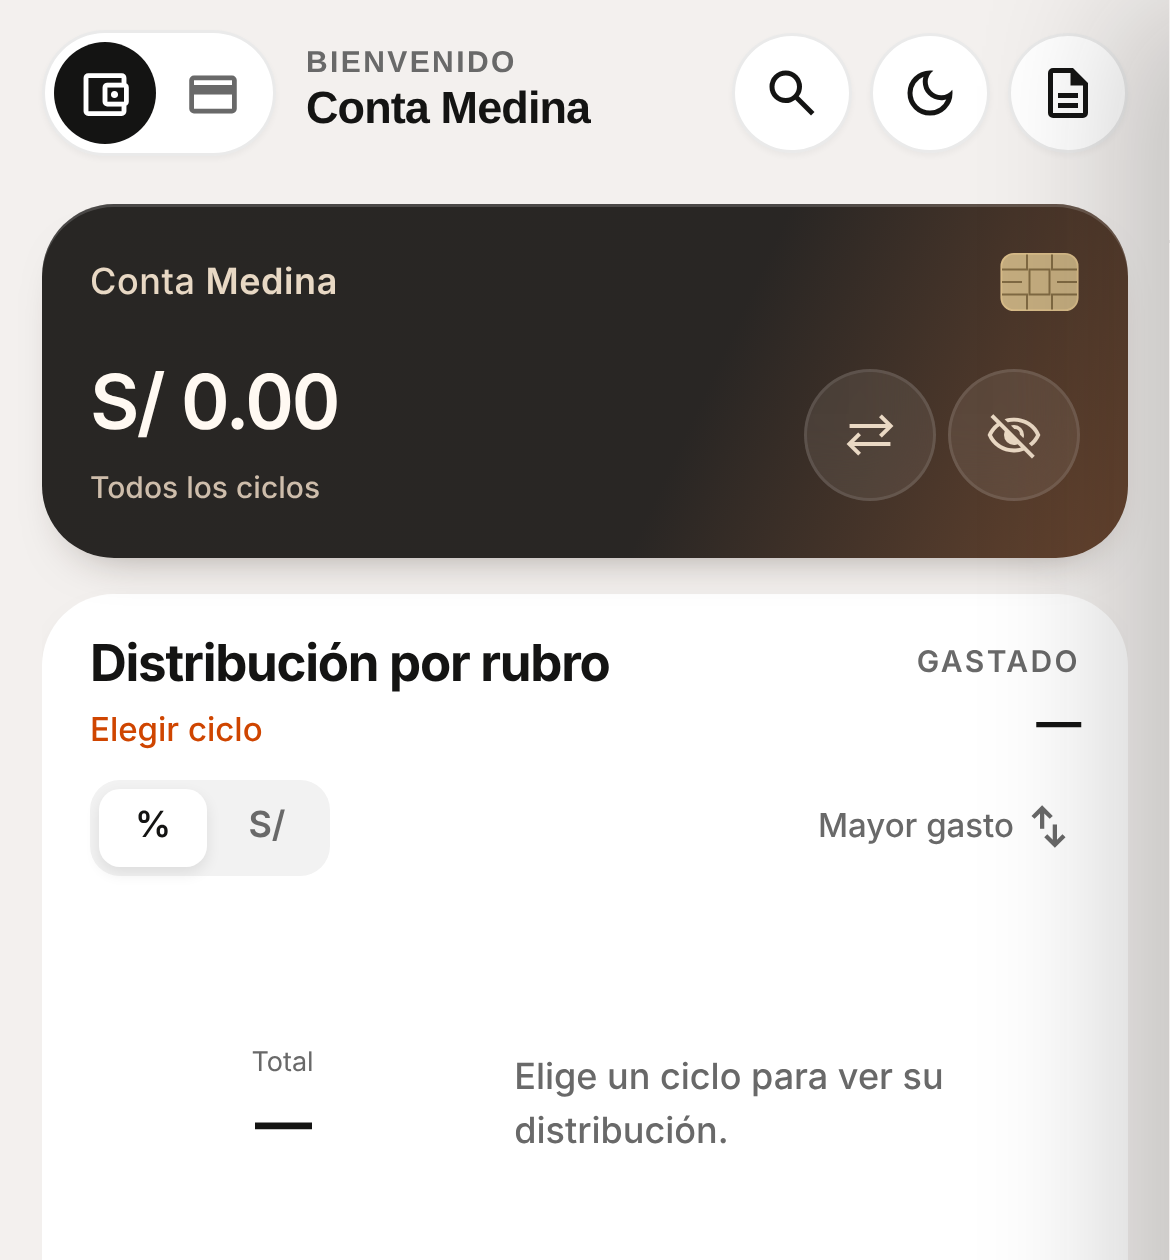 BIENVENIDO
Conta Medina
Conta Medina
S/ 0.00
Todos los ciclos
Distribución por rubro
GASTADO
Elegir ciclo
—
%
S/
Mayor gasto
Total
—
Elige un ciclo para ver su
distribución.